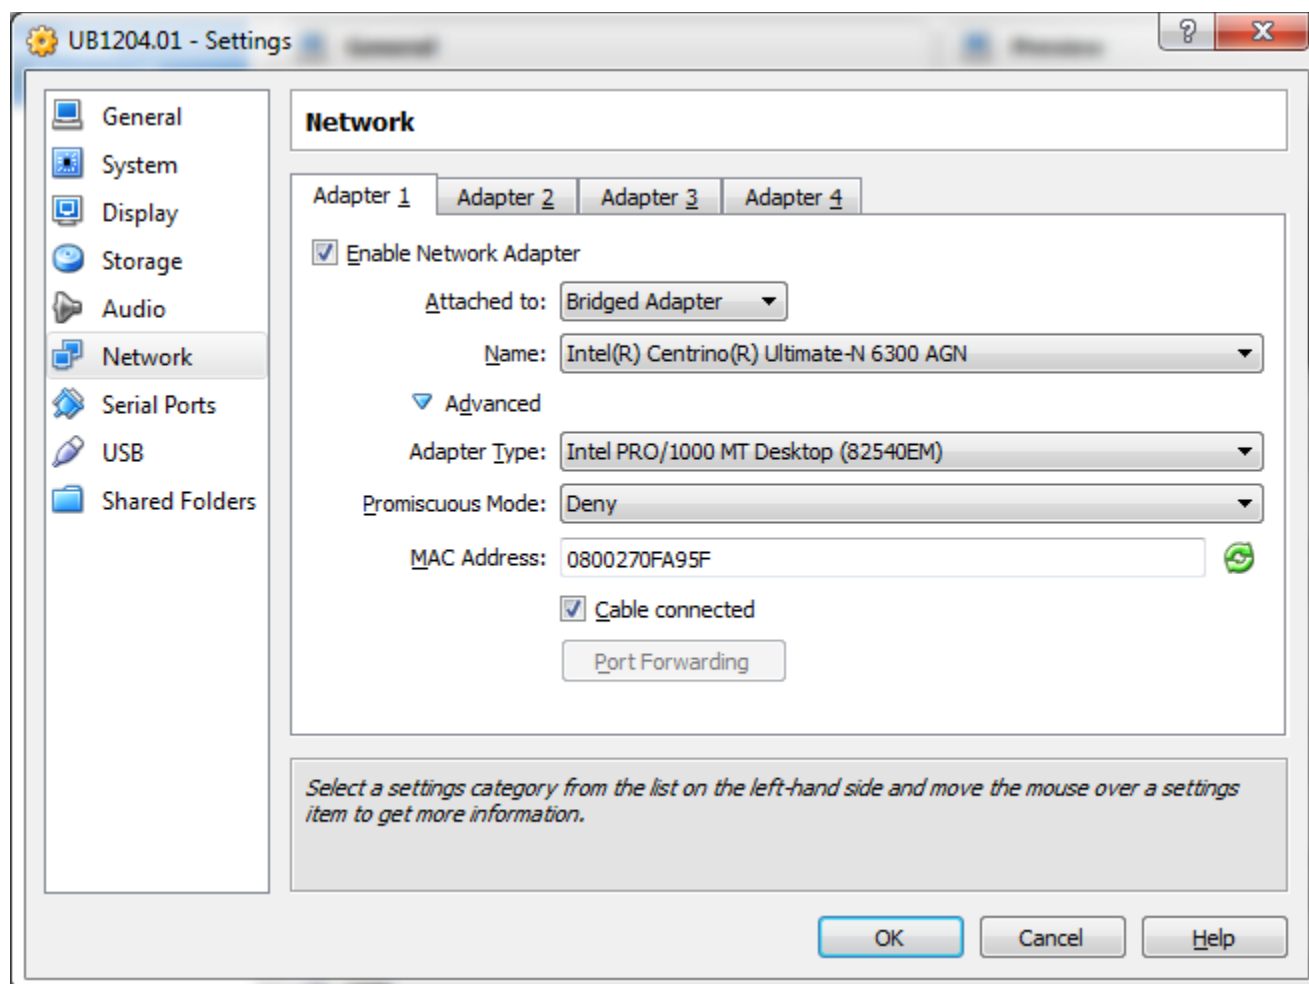 UB1204.01 - Settings
General
Preview
General
System
Display
Storage
Audio
Network
Serial Ports
USB
Shared Folders
Network
Adapter 1
Adapter 2
Adapter 3
Adapter 4
Enable Network Adapter
Attached to: Bridged Adapter
Name: Intel(R) Centrino(R) Ultimate-N 6300 AGN
Advanced
Adapter Type: Intel PRO/1000 MT Desktop (82540EM)
Promiscuous Mode: Deny
MAC Address: 0800270FA95F
Cable connected
Port Forwarding
Select a settings category from the list on the left-hand side and move the mouse over a settings
item to get more information.
OK
Cancel
Help